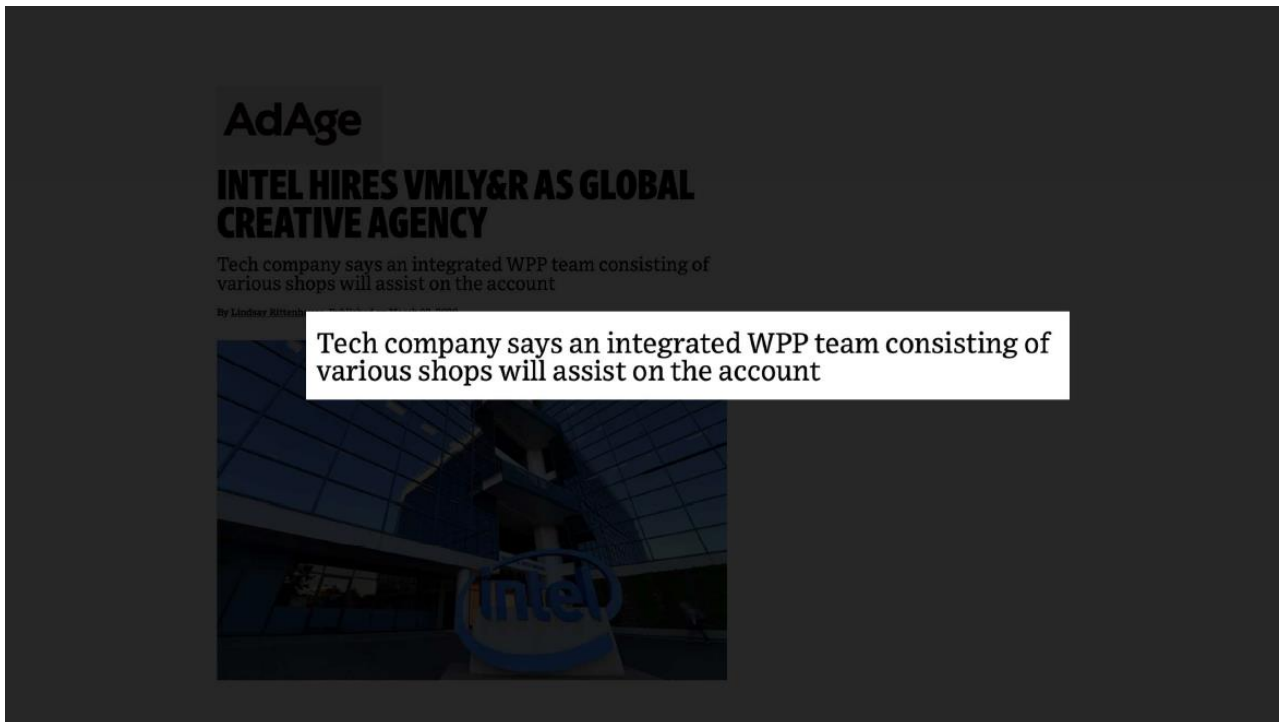 AdAge
INTEL HIRES VMLY&R AS GLOBAL
CREATIVE AGENCY
Tech company says an integrated WPP team consisting of
various shops will assist on the account
By Lindsay
Tech company says an integrated WPP team consisting of
various shops will assist on the account
intel